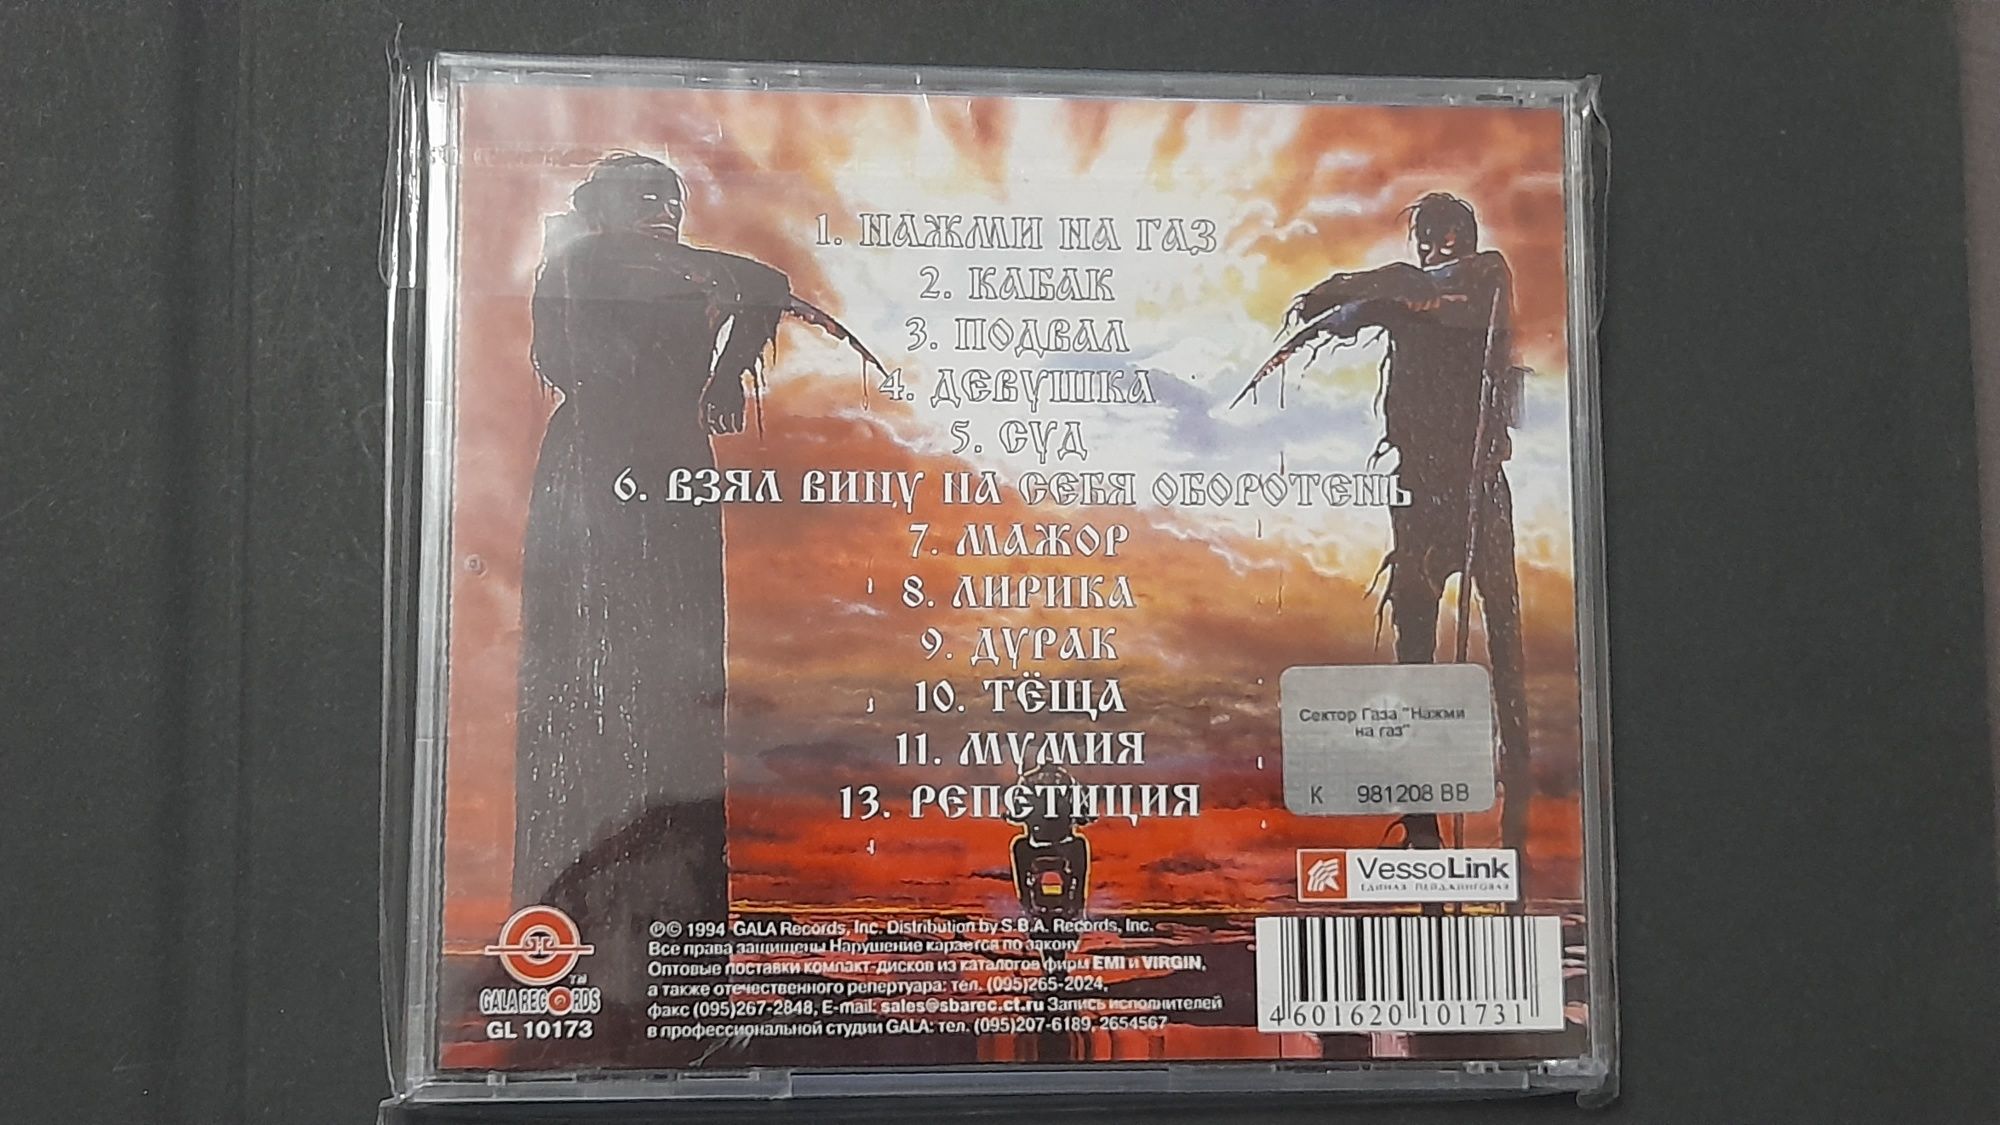 1. НАЖМИ НА ГАЗ
2. КАБАК
3. ПОДВАЛ
4. ДЕВУШКА
5. СУД
6. ВЗЯЛ ВИНУ НА СЕБЯ ОБОРОТЕНЬ
7. МАЖОР
8. ЛИРИКА
9. ДУРАК
10. ТЁЩА
11. МУМИЯ
13. РЕПЕТИЦИЯ
Сектор Газа "Нажми
на газ"
К 981208 ВВ
VessoLink
ЕДИНАЯ ПЕЙДЖИНГОВАЯ
GALA RECORDS TM
GL 10173
℗© 1994 GALA Records, Inc. Distribution by S.B.A. Records, Inc.
Все права защищены Нарушение карается по закону
Оптовые поставки компакт-дисков из каталогов фирм EMI и VIRGIN,
а также отечественного репертуара: тел. (095)265-2024,
факс (095)267-2848, E-mail: sales@sbarec.ct.ru Запись исполнителей
в профессиональной студии GALA: тел. (095)207-6189, 2654567
4 601620 101731